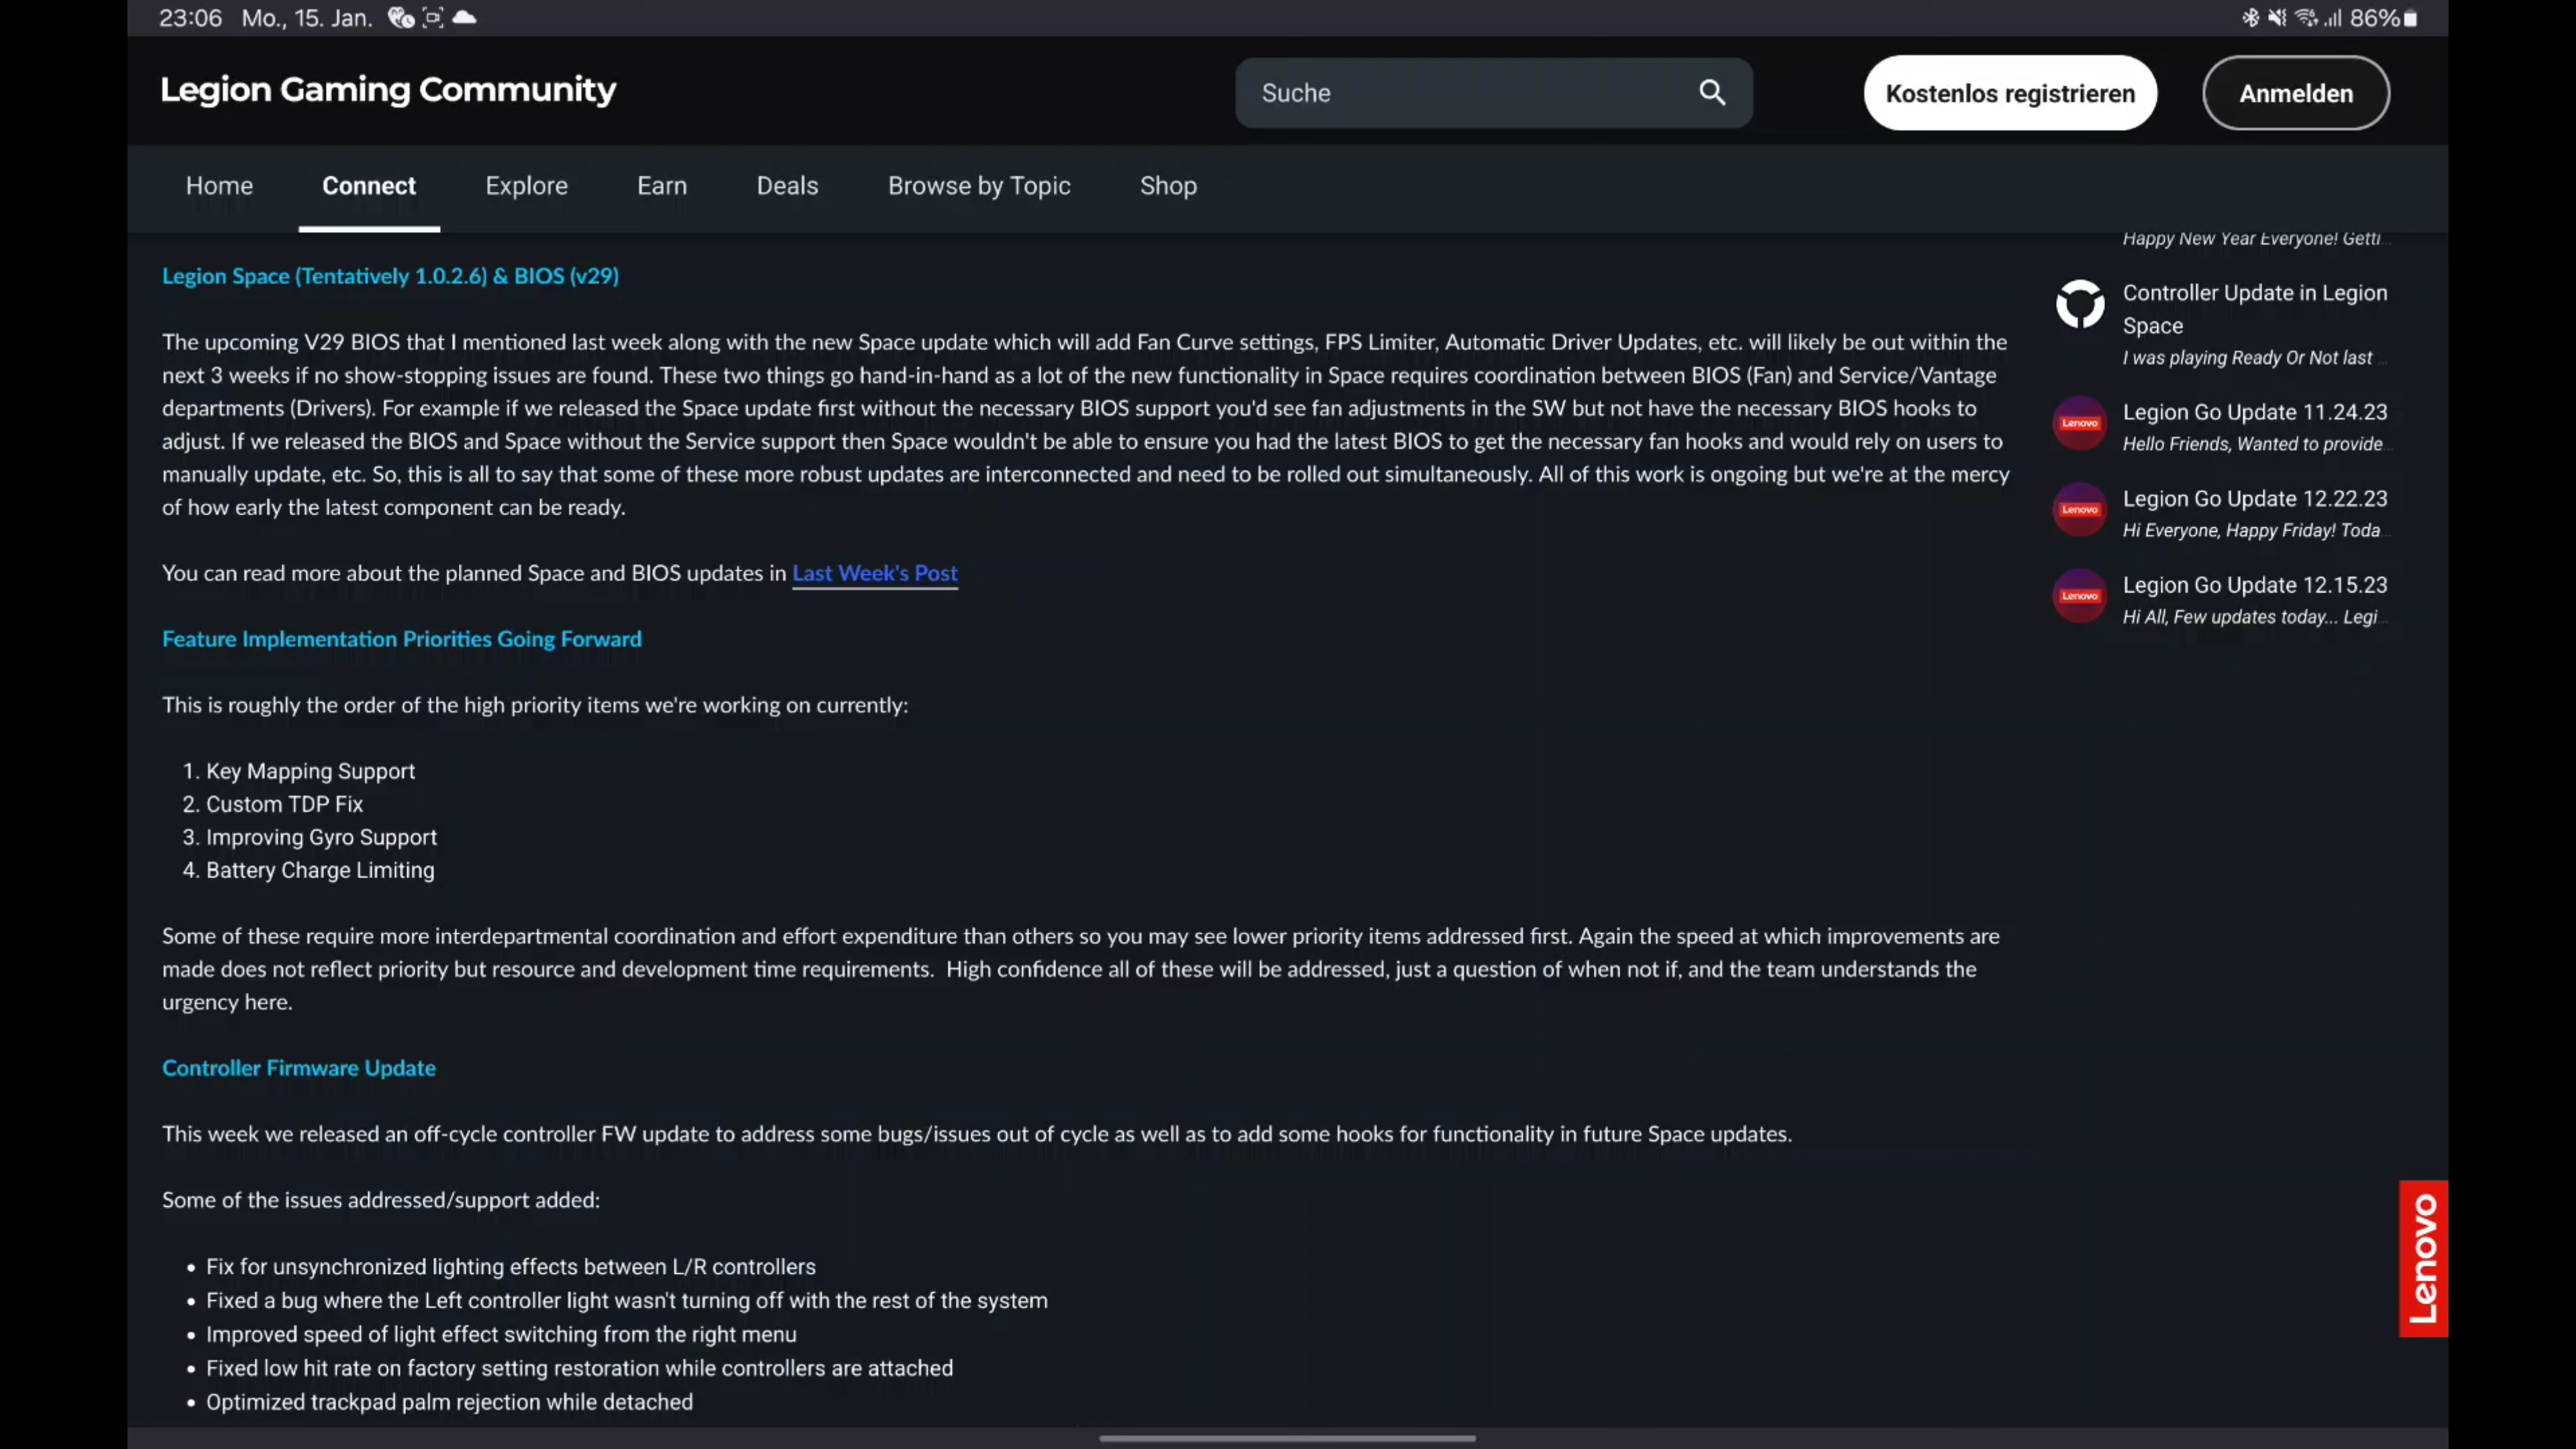 23:06 Mo., 15. Jan.
86%
Legion Gaming Community
Suche
Kostenlos registrieren
Anmelden
Home
Connect
Explore
Earn
Deals
Browse by Topic
Shop
Legion Space (Tentatively 1.0.2.6) & BIOS (v29)
The upcoming V29 BIOS that I mentioned last week along with the new Space update which will add Fan Curve settings, FPS Limiter, Automatic Driver Updates, etc. will likely be out within the
next 3 weeks if no show-stopping issues are found. These two things go hand-in-hand as a lot of the new functionality in Space requires coordination between BIOS (Fan) and Service/Vantage
departments (Drivers). For example if we released the Space update first without the necessary BIOS support you'd see fan adjustments in the SW but not have the necessary BIOS hooks to
adjust. If we released the BIOS and Space without the Service support then Space wouldn't be able to ensure you had the latest BIOS to get the necessary fan hooks and would rely on users to
manually update, etc. So, this is all to say that some of these more robust updates are interconnected and need to be rolled out simultaneously. All of this work is ongoing but we're at the mercy
of how early the latest component can be ready.
You can read more about the planned Space and BIOS updates in Last Week's Post
Feature Implementation Priorities Going Forward
This is roughly the order of the high priority items we're working on currently:
1. Key Mapping Support
2. Custom TDP Fix
3. Improving Gyro Support
4. Battery Charge Limiting
Some of these require more interdepartmental coordination and effort expenditure than others so you may see lower priority items addressed first. Again the speed at which improvements are
made does not reflect priority but resource and development time requirements. High confidence all of these will be addressed, just a question of when not if, and the team understands the
urgency here.
Controller Firmware Update
This week we released an off-cycle controller FW update to address some bugs/issues out of cycle as well as to add some hooks for functionality in future Space updates.
Some of the issues addressed/support added:
• Fix for unsynchronized lighting effects between L/R controllers
• Fixed a bug where the Left controller light wasn't turning off with the rest of the system
• Improved speed of light effect switching from the right menu
• Fixed low hit rate on factory setting restoration while controllers are attached
• Optimized trackpad palm rejection while detached
Happy New Year Everyone! Getti...
Controller Update in Legion
Space
I was playing Ready Or Not last ...
Lenovo
Legion Go Update 11.24.23
Hello Friends, Wanted to provide...
Lenovo
Legion Go Update 12.22.23
Hi Everyone, Happy Friday! Toda...
Lenovo
Legion Go Update 12.15.23
Hi All, Few updates today... Legi...
Lenovo